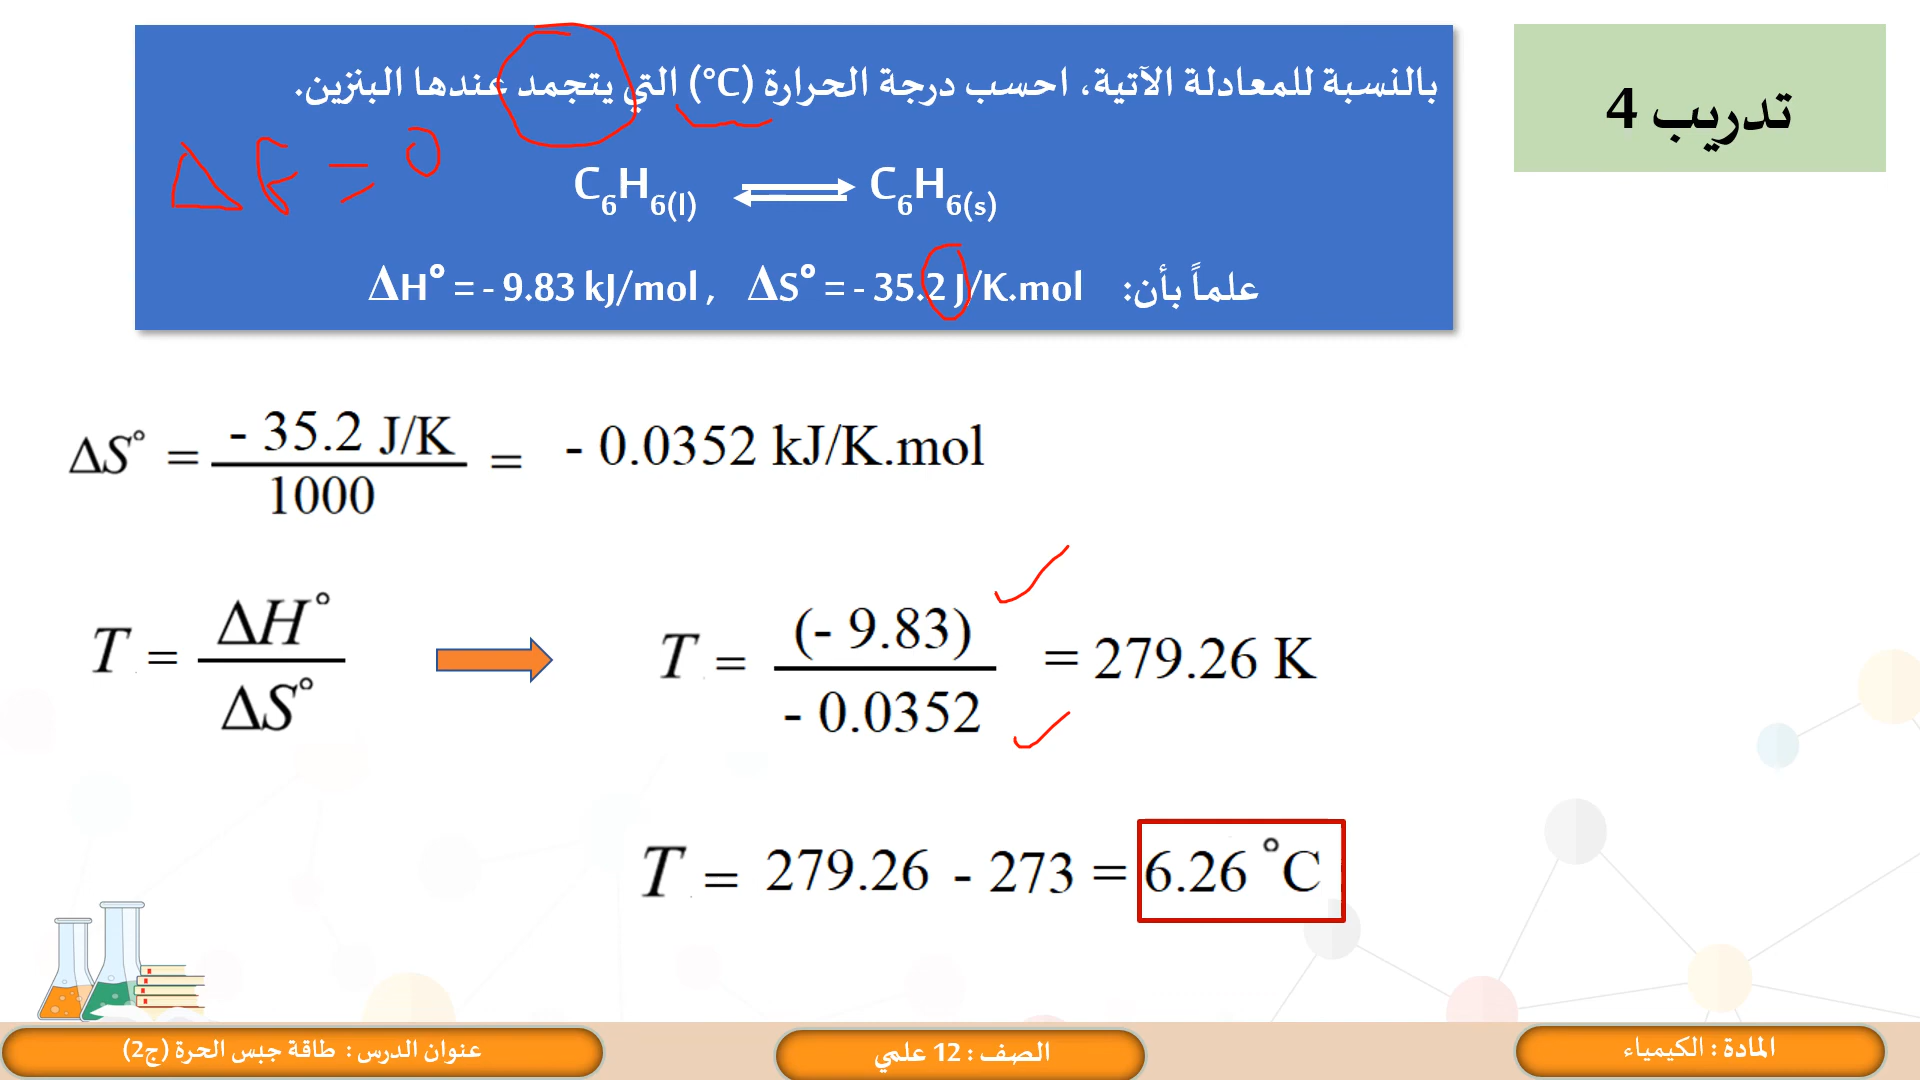 تدريب 4
بالنسبة للمعادلة الآتية، احسب درجة الحرارة (°C) التي يتجمد عندها البنزين.
ΔF = 0
C6H6(l) ⇌ C6H6(s)
علماً بأن: ΔH° = - 9.83 kJ/mol , ΔS° = - 35.2 J/K.mol
ΔS° = - 35.2 J/K / 1000 = - 0.0352 kJ/K.mol
T = ΔH° / ΔS° T = (- 9.83) / - 0.0352 = 279.26 K
T = 279.26 - 273 = 6.26 °C
المادة : الكيمياء
الصف : 12 علمي
عنوان الدرس : طاقة جبس الحرة (ج2)